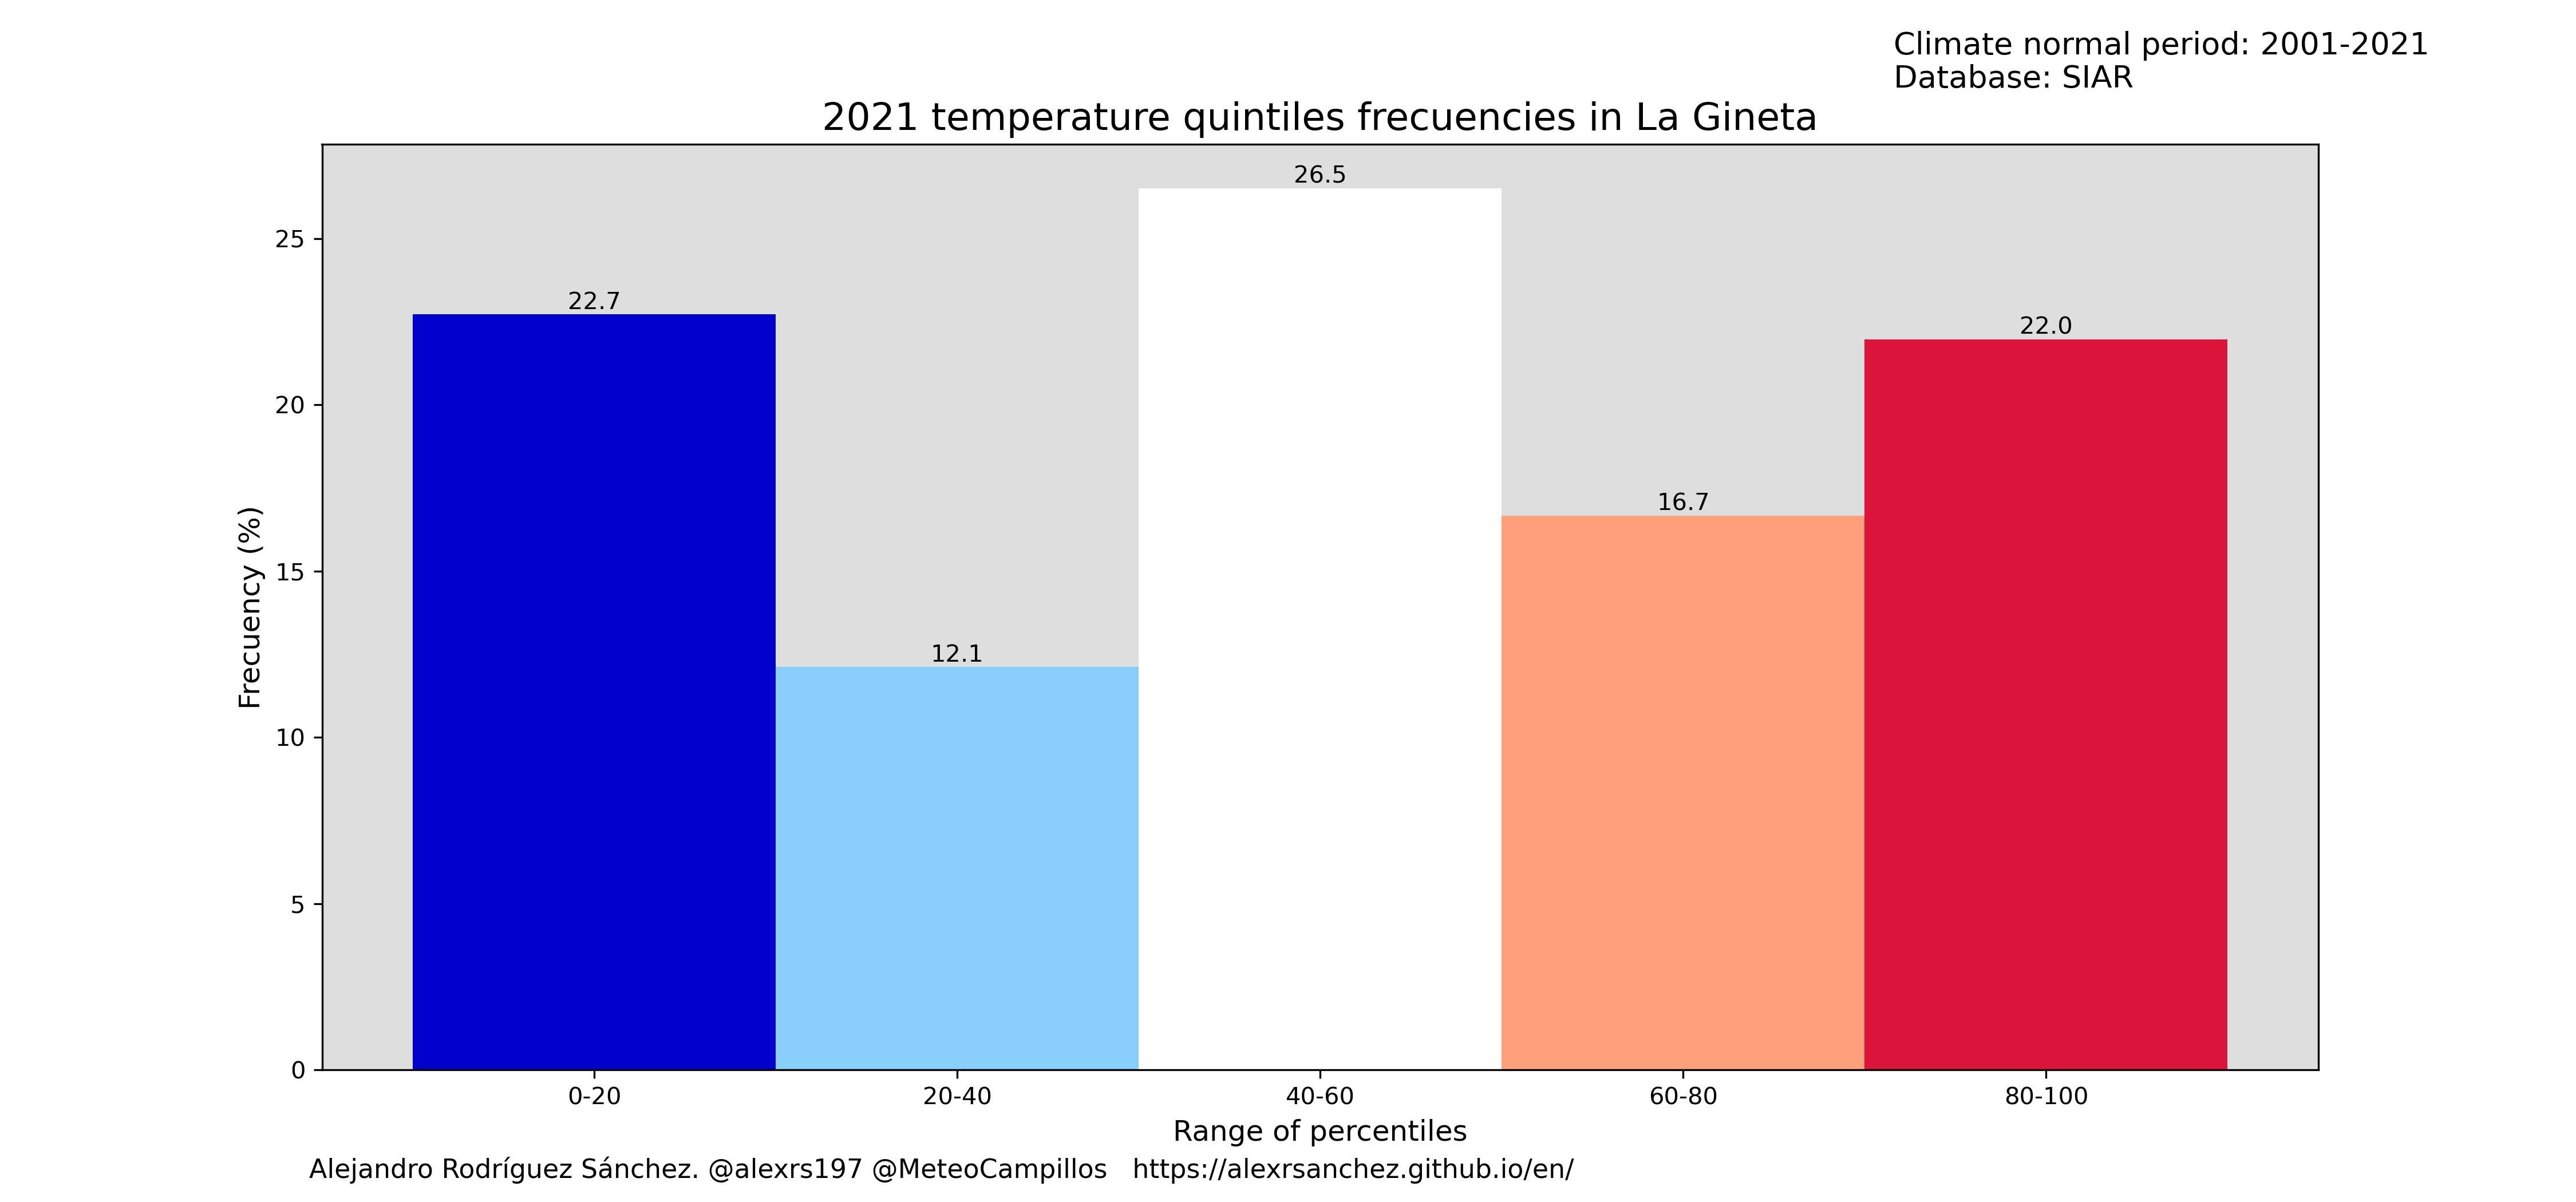 Climate normal period: 2001-2021
Database: SIAR
2021 temperature quintiles frecuencies in La Gineta
26.5
25
22.7
22.0
20
16.7
15
12.1
10
5
0
Frecuency (%)
0-20 20-40 40-60 60-80 80-100
Range of percentiles
Alejandro Rodríguez Sánchez. @alexrs197 @MeteoCampillos https://alexrsanchez.github.io/en/